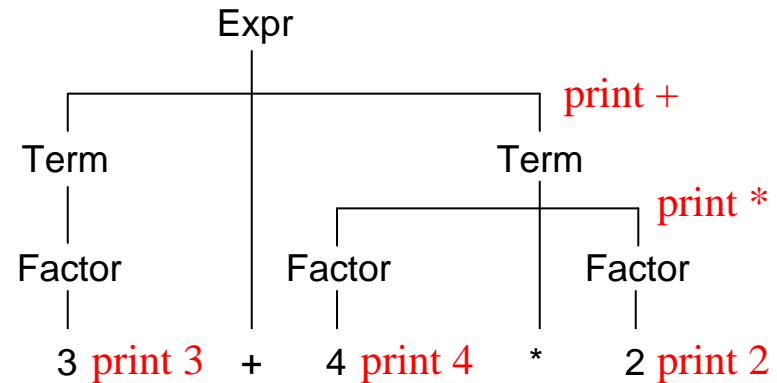 Expr
print +
Term Term
print *
Factor Factor Factor
3 print 3 + 4 print 4 * 2 print 2